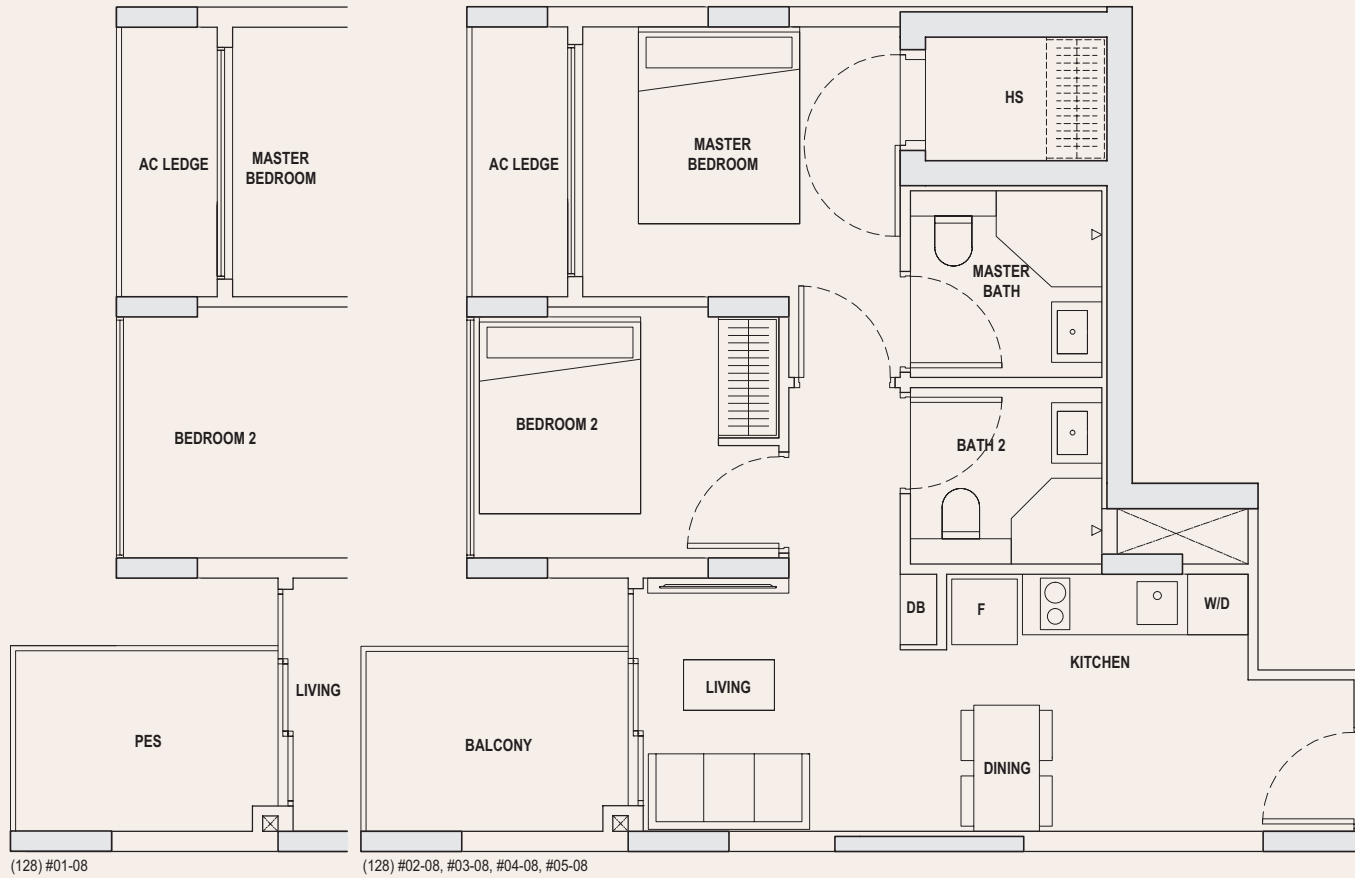 AC LEDGE
MASTER
BEDROOM
BEDROOM 2
LIVING
PES
(128) #01-08
AC LEDGE
MASTER
BEDROOM
HS
MASTER
BATH
BEDROOM 2
BATH 2
DB
F
W/D
KITCHEN
LIVING
BALCONY
DINING
(128) #02-08, #03-08, #04-08, #05-08